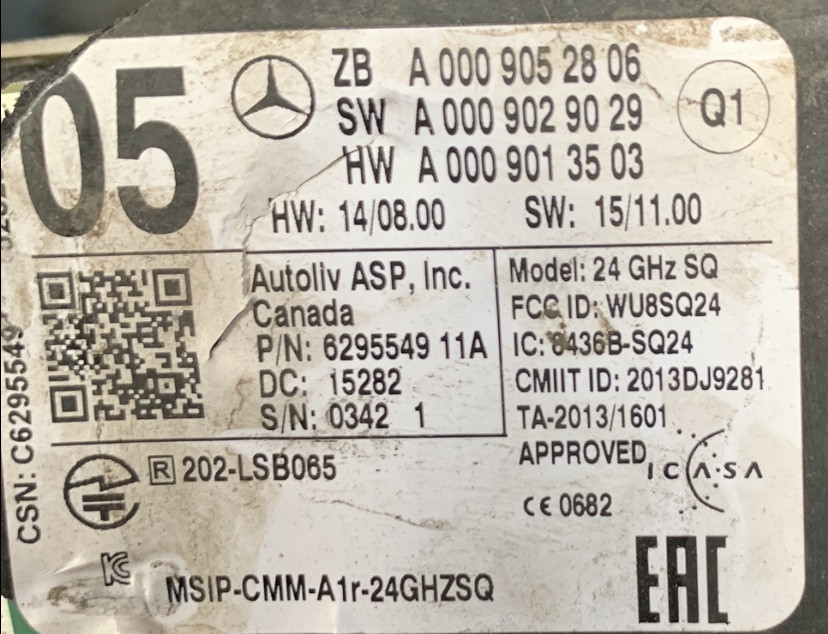 05
ZB A 000 905 28 06
SW A 000 902 90 29
HW A 000 901 35 03
Q1
HW: 14/08.00 SW: 15/11.00
Autoliv ASP, Inc.
Canada
P/N: 6295549 11A
DC: 15282
S/N: 0342 1
Model: 24 GHz SQ
FCC ID: WU8SQ24
IC: 8436B-SQ24
CMIIT ID: 2013DJ9281
TA-2013/1601
APPROVED
ICASA
CE 0682
CSN: C6295549
R 202-LSB065
MSIP-CMM-A1r-24GHZSQ
EAC